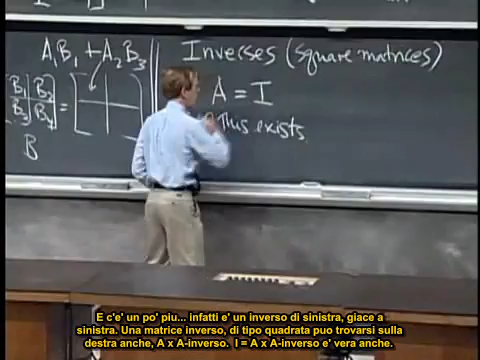 A₁B₁ + A₂B₃
Inverses (square matrices)
B₁ B₂
B₃ B₄
=
A = I
this exists
B
E c'e' un po' piu... infatti e' un inverso di sinistra, giace a
sinistra. Una matrice inverso, di tipo quadrata puo trovarsi sulla
destra anche, A x A-inverso. I = A x A-inverso e' vera anche.